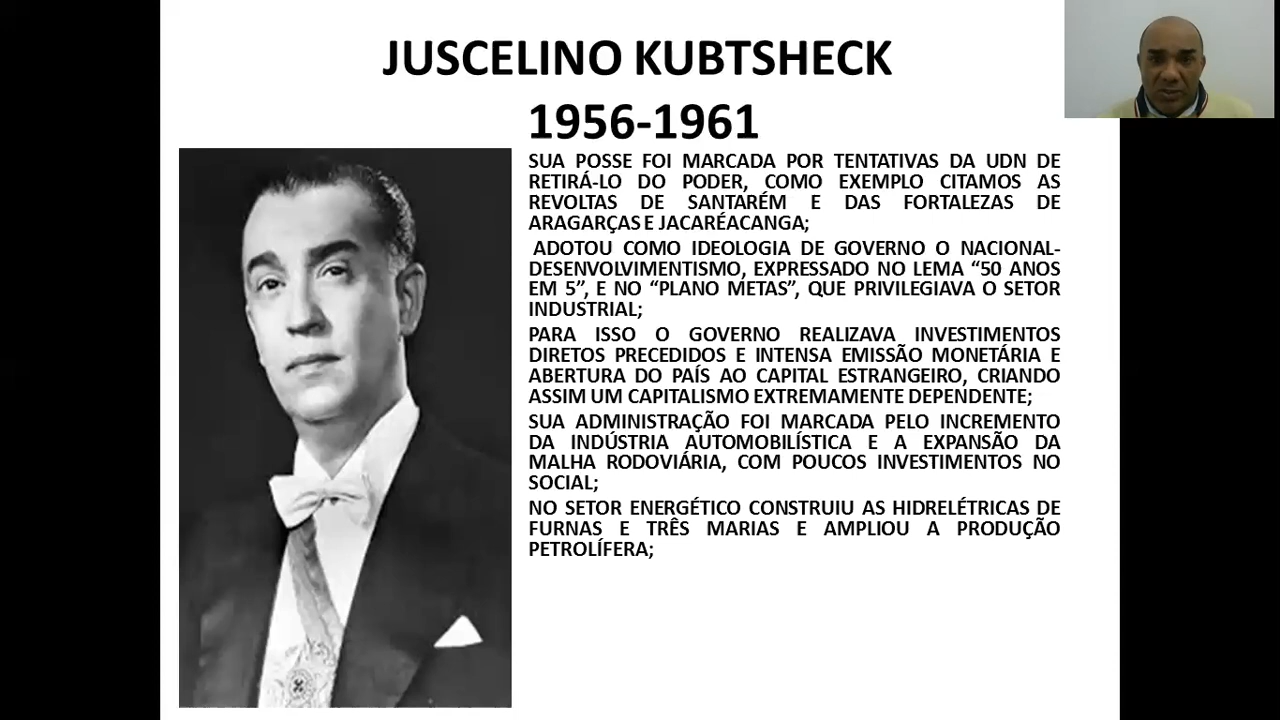 JUSCELINO KUBTSHECK
1956-1961
SUA POSSE FOI MARCADA POR TENTATIVAS DA UDN DE
RETIRÁ-LO DO PODER, COMO EXEMPLO CITAMOS AS
REVOLTAS DE SANTARÉM E DAS FORTALEZAS DE
ARAGARÇAS E JACARÉACANGA;
ADOTOU COMO IDEOLOGIA DE GOVERNO O NACIONAL-
DESENVOLVIMENTISMO, EXPRESSADO NO LEMA “50 ANOS
EM 5”, E NO “PLANO METAS”, QUE PRIVILEGIAVA O SETOR
INDUSTRIAL;
PARA ISSO O GOVERNO REALIZAVA INVESTIMENTOS
DIRETOS PRECEDIDOS E INTENSA EMISSÃO MONETÁRIA E
ABERTURA DO PAÍS AO CAPITAL ESTRANGEIRO, CRIANDO
ASSIM UM CAPITALISMO EXTREMAMENTE DEPENDENTE;
SUA ADMINISTRAÇÃO FOI MARCADA PELO INCREMENTO
DA INDÚSTRIA AUTOMOBILÍSTICA E A EXPANSÃO DA
MALHA RODOVIÁRIA, COM POUCOS INVESTIMENTOS NO
SOCIAL;
NO SETOR ENERGÉTICO CONSTRUIU AS HIDRELÉTRICAS DE
FURNAS E TRÊS MARIAS E AMPLIOU A PRODUÇÃO
PETROLÍFERA;